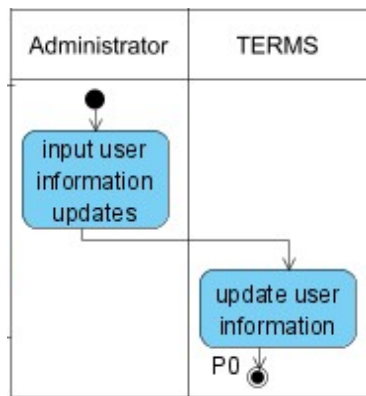 Administrator
TERMS
input user
information
updates
update user
information
P0